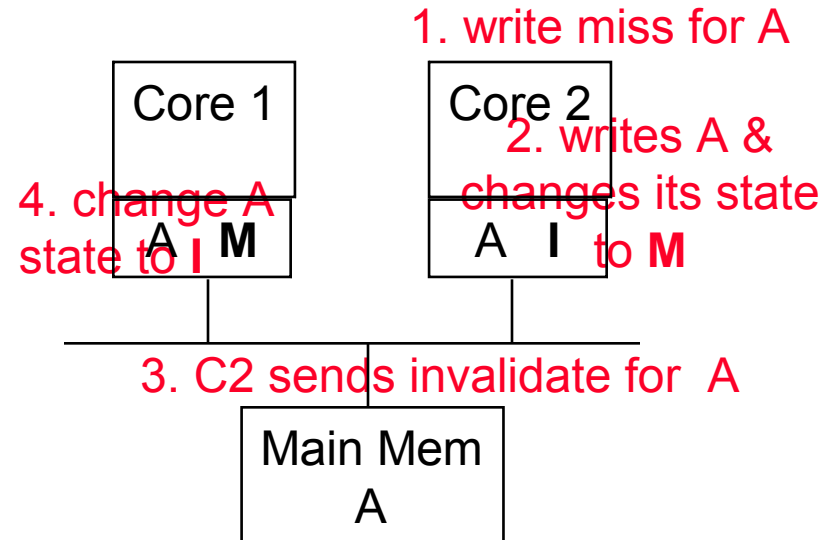 1. write miss for A
Core 1
Core 2
2. writes A &
changes its state
to M
4. change A
state to I
A M
A I
3. C2 sends invalidate for A
Main Mem
A